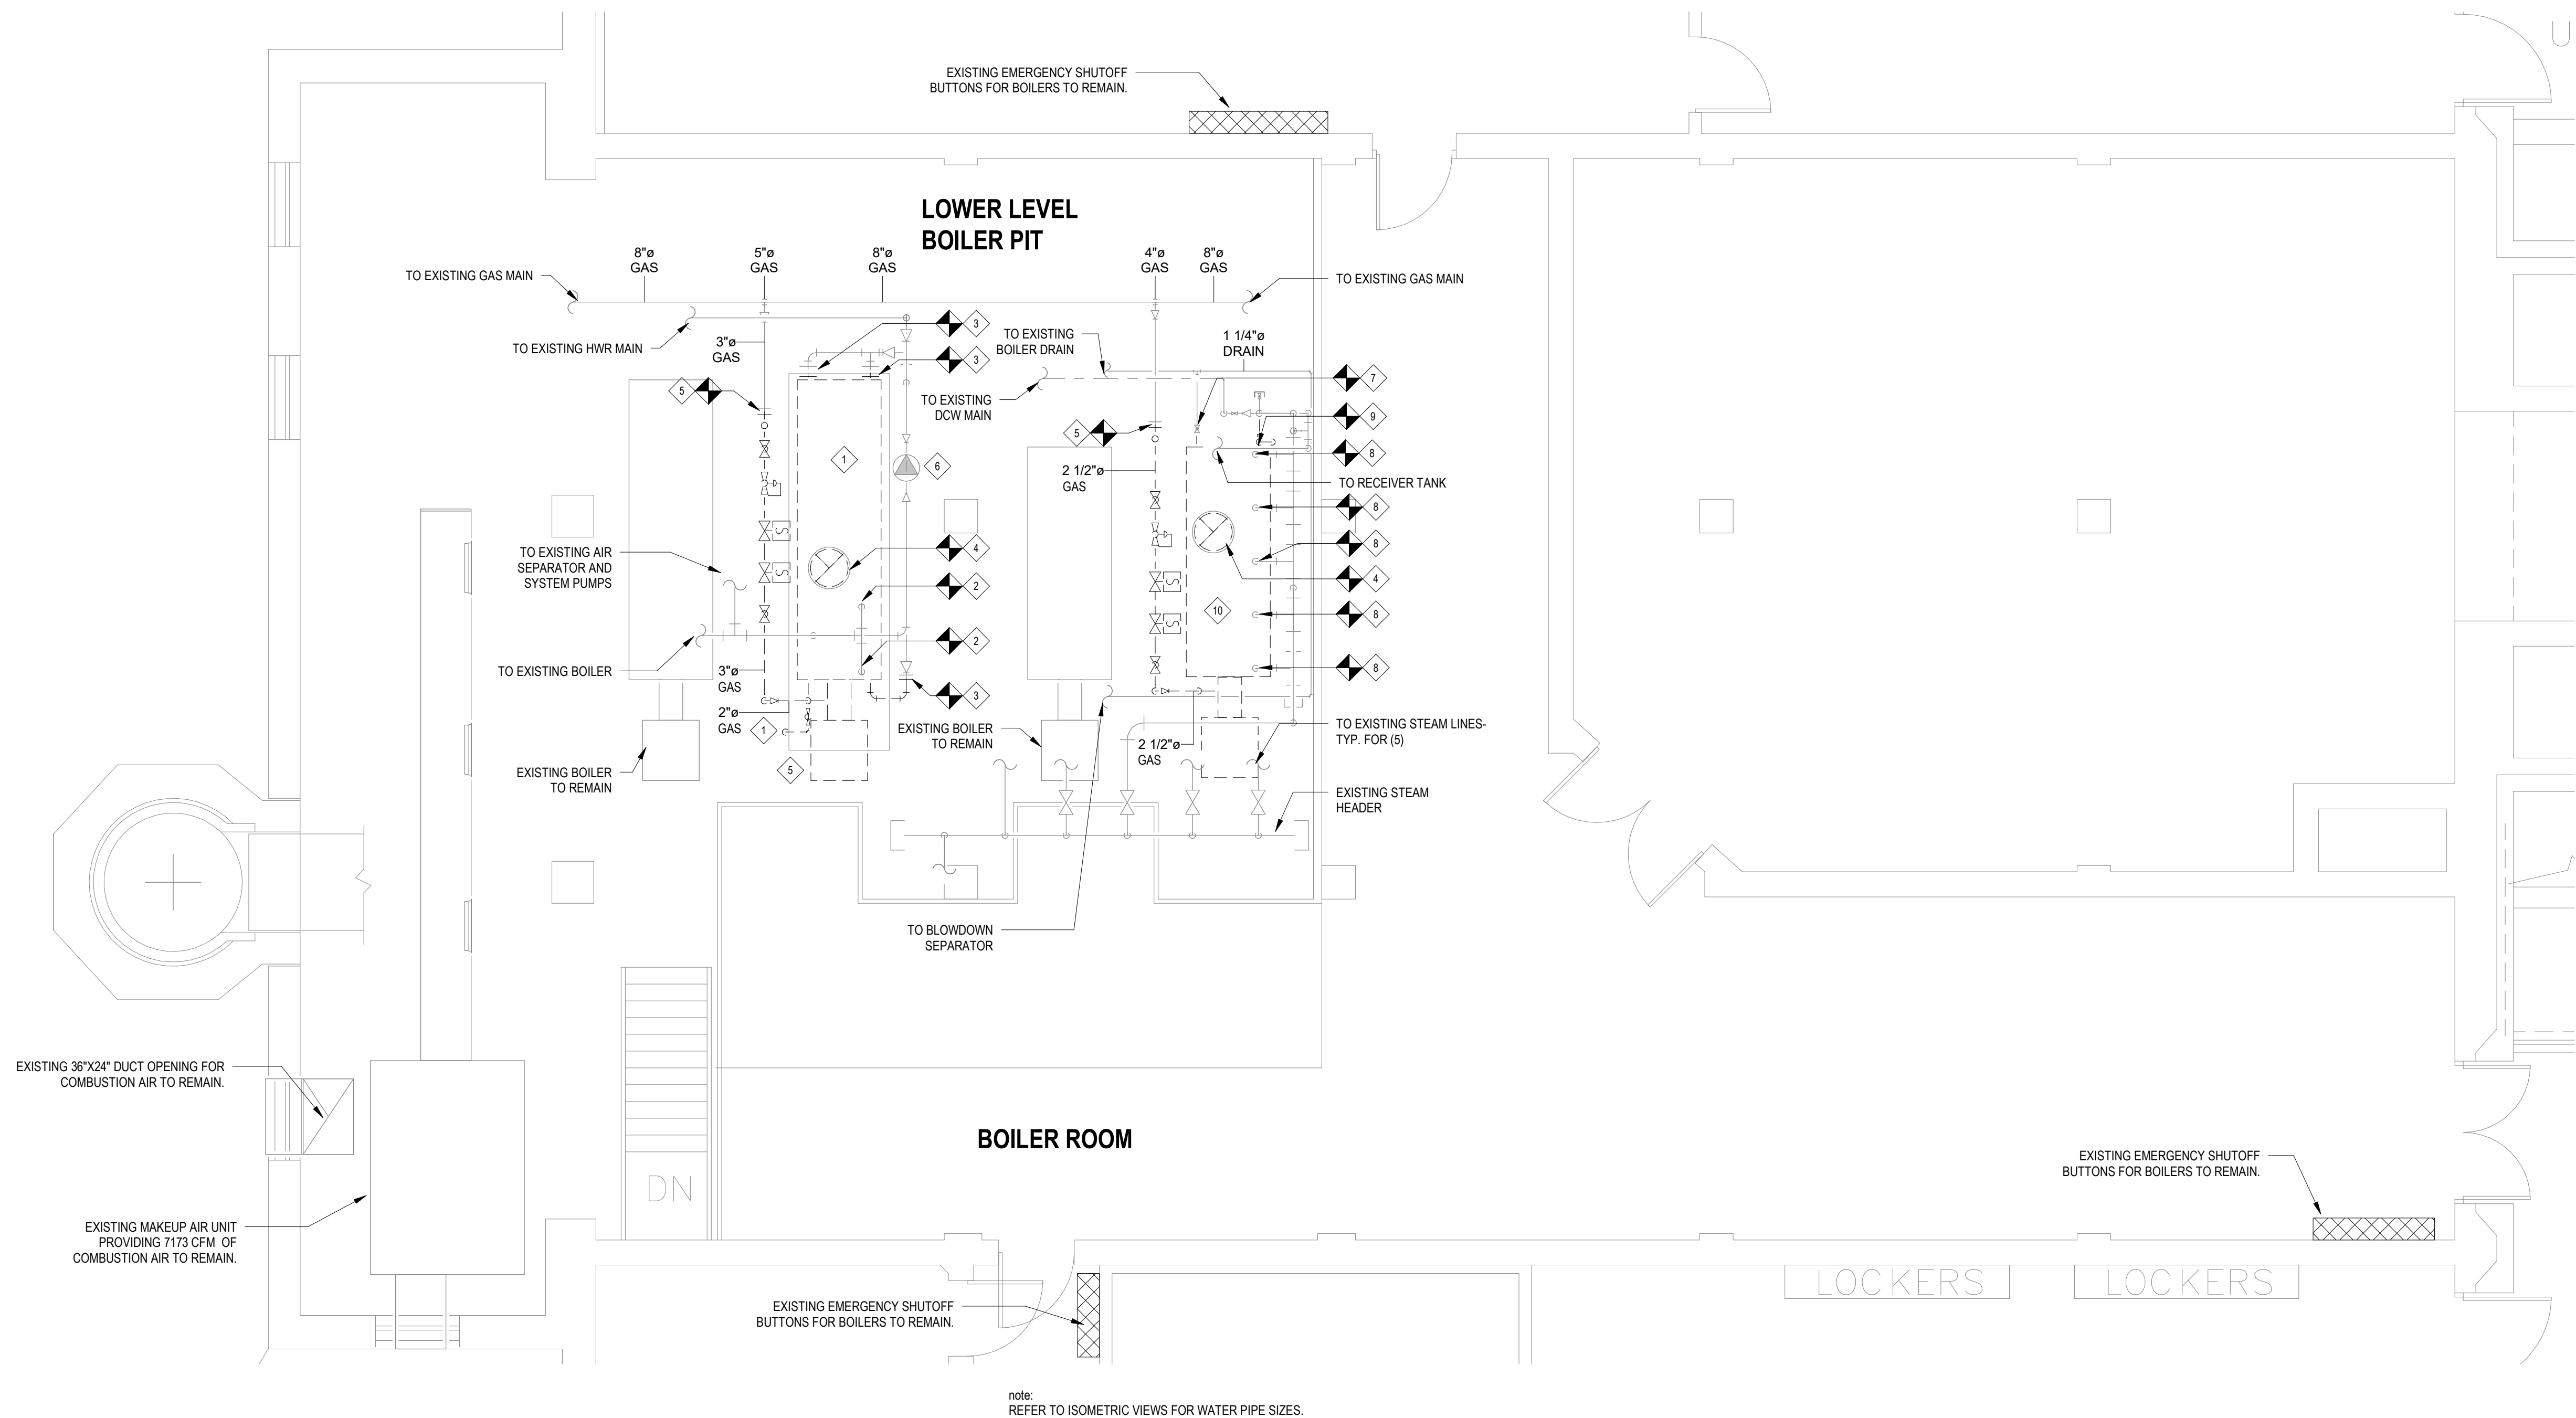 EXISTING EMERGENCY SHUTOFF
BUTTONS FOR BOILERS TO REMAIN.
LOWER LEVEL
BOILER PIT
8"ø
GAS
5"ø
GAS
8"ø
GAS
4"ø
GAS
8"ø
GAS
TO EXISTING GAS MAIN
TO EXISTING GAS MAIN
TO EXISTING HWR MAIN
3"ø
GAS
3
3
TO EXISTING
BOILER DRAIN
1 1/4"ø
DRAIN
5
TO EXISTING
DCW MAIN
7
9
5
8
1
6
2 1/2"ø
GAS
TO RECEIVER TANK
8
TO EXISTING AIR
SEPARATOR AND
SYSTEM PUMPS
S
S
4
2
8
4
S
S
10
8
2
TO EXISTING BOILER
3"ø
GAS
8
3
2"ø
GAS
1
EXISTING BOILER
TO REMAIN
2 1/2"ø
GAS
TO EXISTING STEAM LINES-
TYP. FOR (5)
EXISTING BOILER
TO REMAIN
5
EXISTING STEAM
HEADER
TO BLOWDOWN
SEPARATOR
EXISTING 36"X24" DUCT OPENING FOR
COMBUSTION AIR TO REMAIN.
BOILER ROOM
DN
EXISTING EMERGENCY SHUTOFF
BUTTONS FOR BOILERS TO REMAIN.
EXISTING MAKEUP AIR UNIT
PROVIDING 7173 CFM OF
COMBUSTION AIR TO REMAIN.
LOCKERS
LOCKERS
EXISTING EMERGENCY SHUTOFF
BUTTONS FOR BOILERS TO REMAIN.
note:
REFER TO ISOMETRIC VIEWS FOR WATER PIPE SIZES.